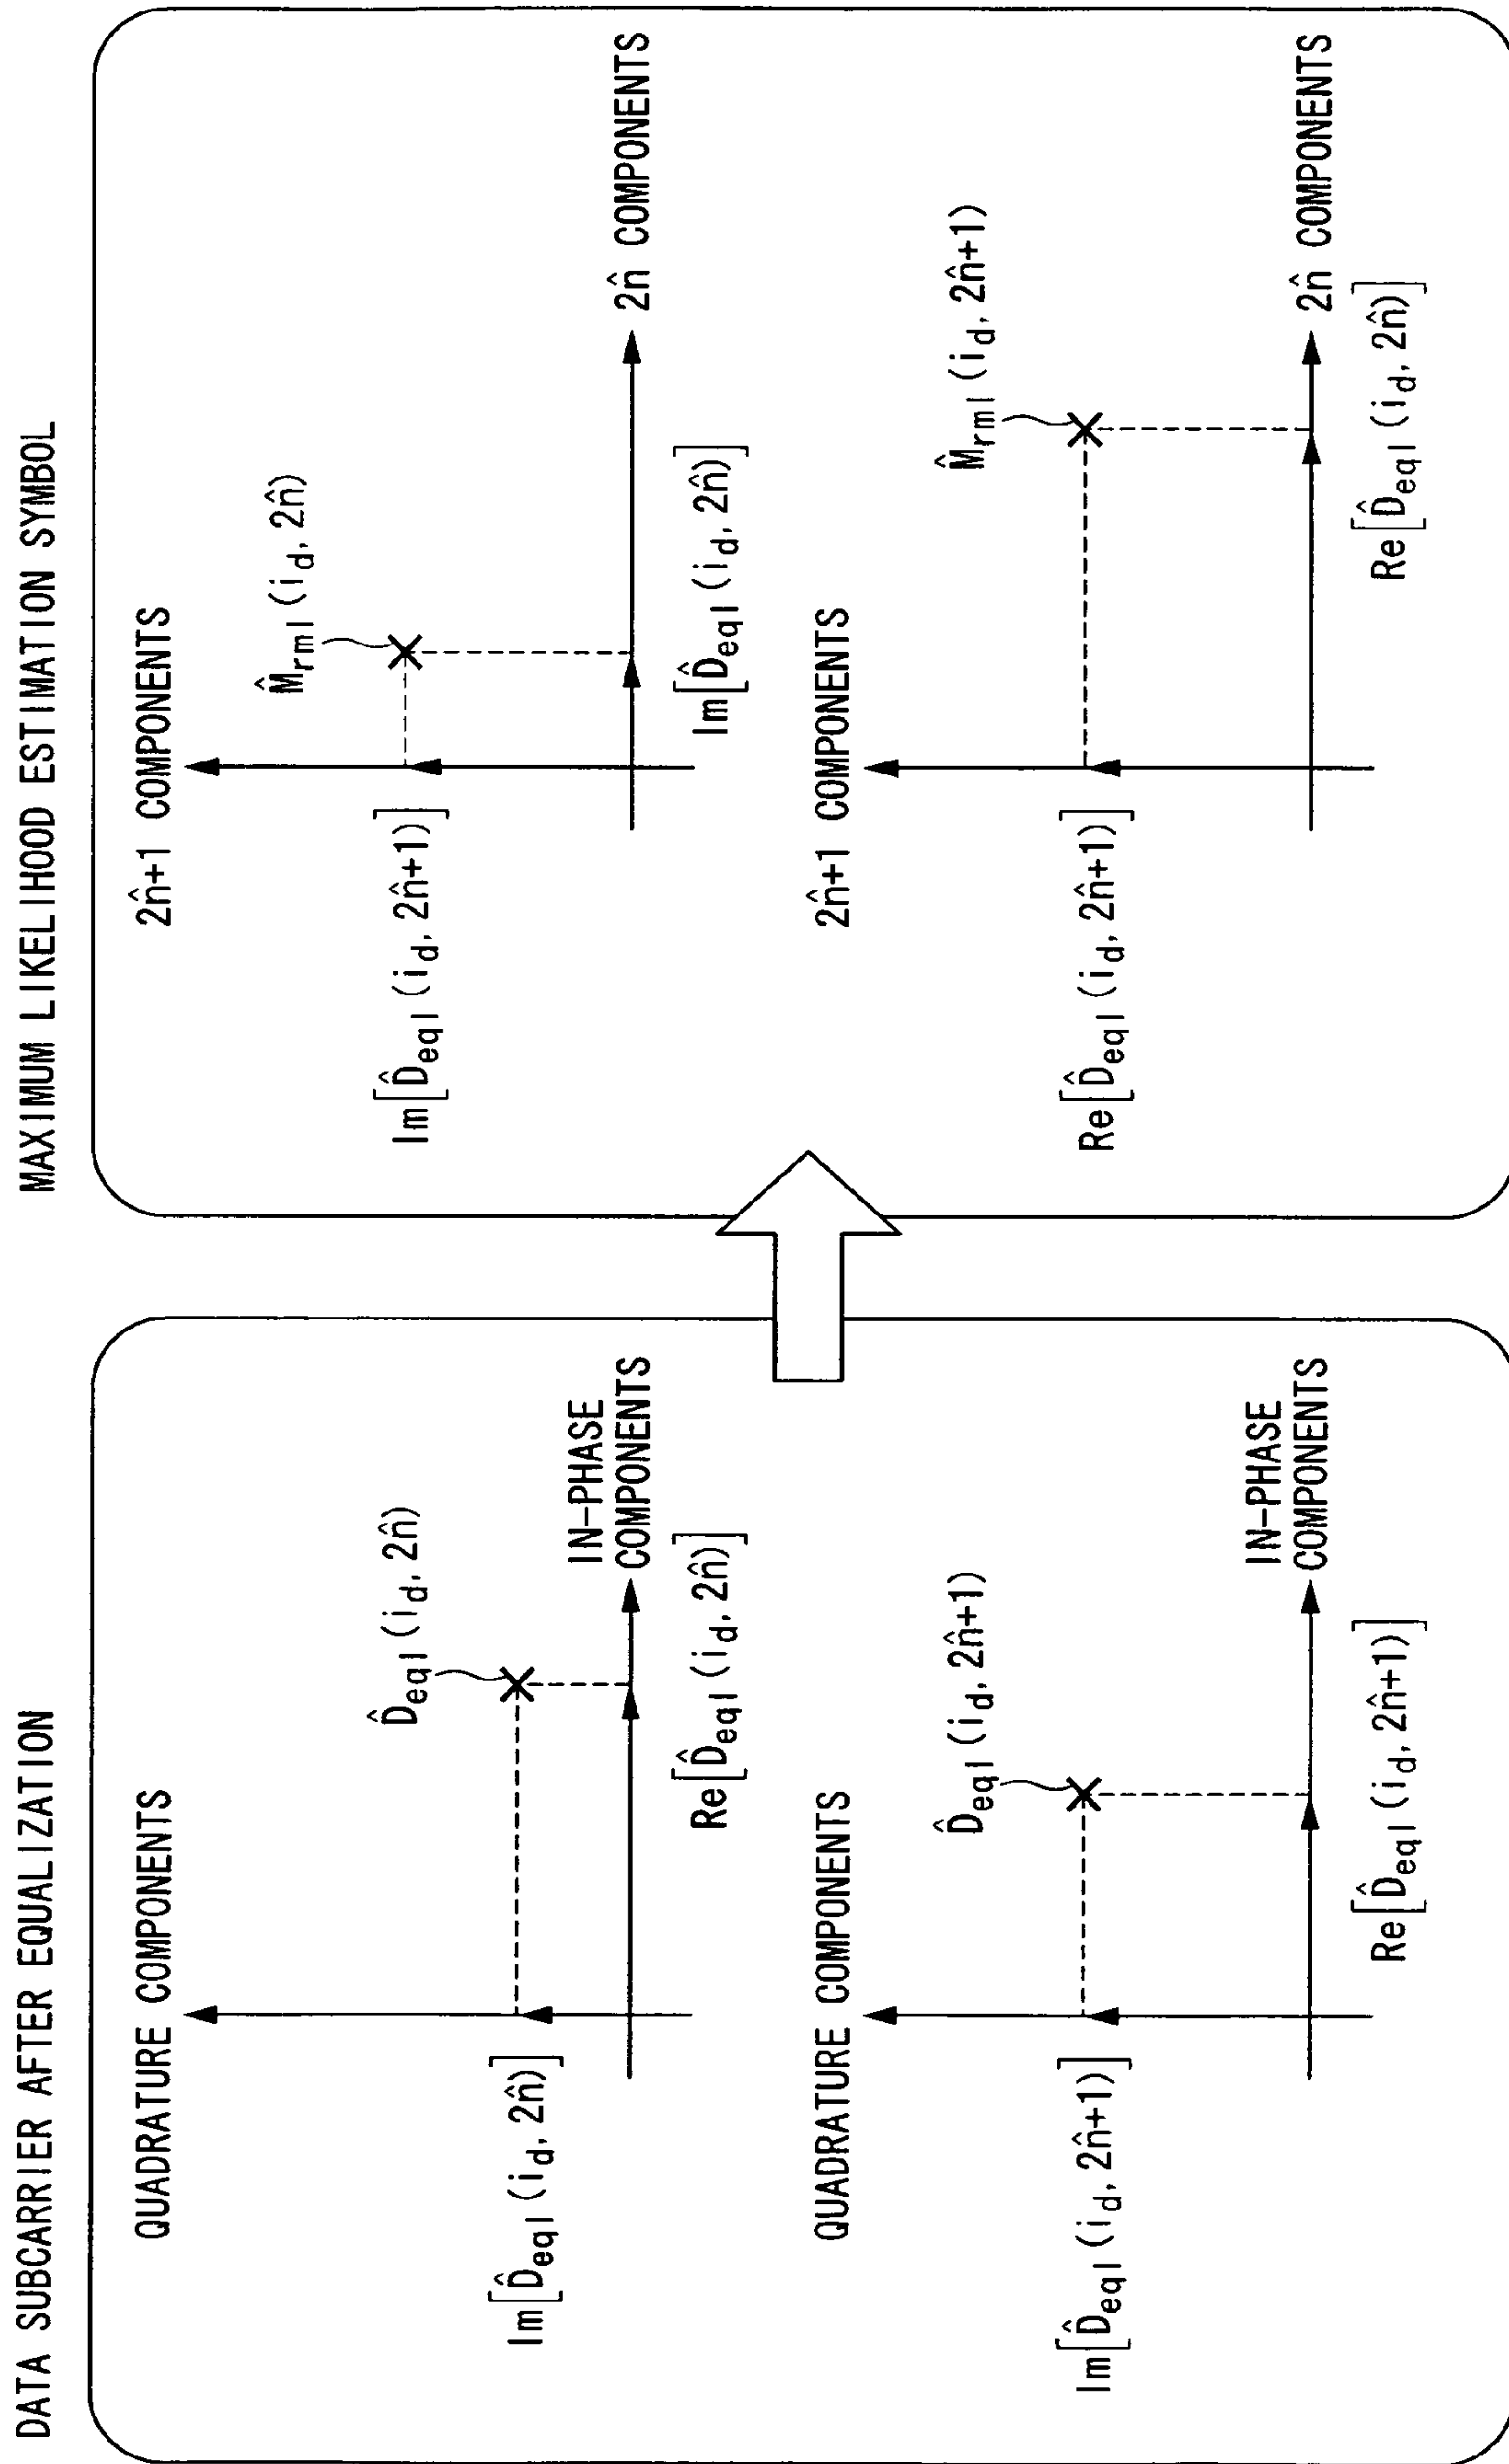 DATA SUBCARRIER AFTER EQUALIZATION
QUADRATURE COMPONENTS
D̂eql (id, 2n̂)
Im[D̂eql (id, 2n̂)]
IN-PHASE
COMPONENTS
Re[D̂eql (id, 2n̂)]
QUADRATURE COMPONENTS
D̂eql (id, 2n̂+1)
Im[D̂eql (id, 2n̂+1)]
IN-PHASE
COMPONENTS
Re[D̂eql (id, 2n̂+1)]
MAXIMUM LIKELIHOOD ESTIMATION SYMBOL
2n̂+1 COMPONENTS
M̂rml (id, 2n̂)
Im[D̂eql (id, 2n̂+1)]
2n̂ COMPONENTS
Im[D̂eql (id, 2n̂)]
2n̂+1 COMPONENTS
M̂rml (id, 2n̂+1)
Re[D̂eql (id, 2n̂+1)]
2n̂ COMPONENTS
Re[D̂eql (id, 2n̂)]